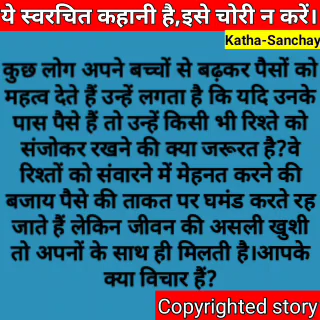 ये स्वरचित कहानी है,इसे चोरी न करें।
Katha-Sanchay
कुछ लोग अपने बच्चों से बढ़कर पैसों को
महत्व देते हैं उन्हें लगता है कि यदि उनके
पास पैसे हैं तो उन्हें किसी भी रिश्ते को
संजोकर रखने की क्या जरूरत है?वे
रिश्तों को संवारने में मेहनत करने की
बजाय पैसे की ताकत पर घमंड करते रह
जाते हैं लेकिन जीवन की असली खुशी
तो अपनों के साथ ही मिलती है।आपके
क्या विचार हैं?
Copyrighted story